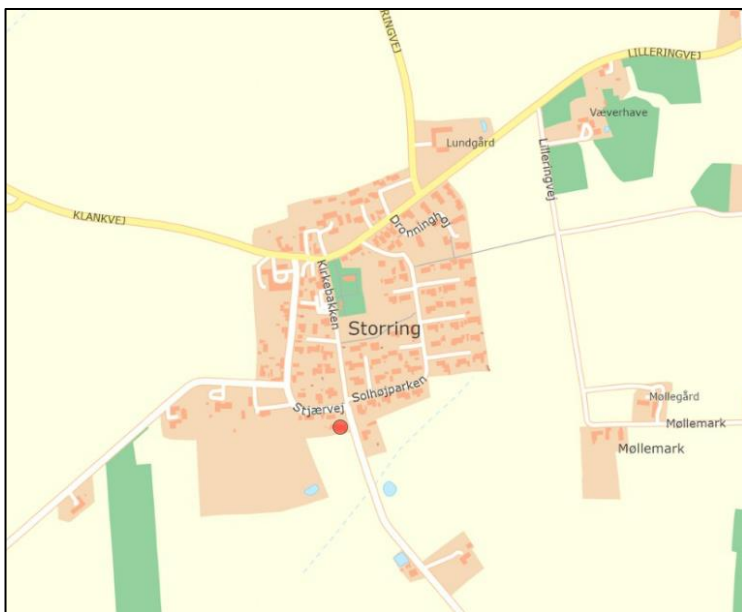 RINGVEJ
LILLERINGVEJ
Væverhave
Lundgård
Lilleringvej
KLANKVEJ
Dronninghøj
Kirkebakken
Storring
Solhøjparken
Stjærvej
Møllegård
Møllemark
Møllemark